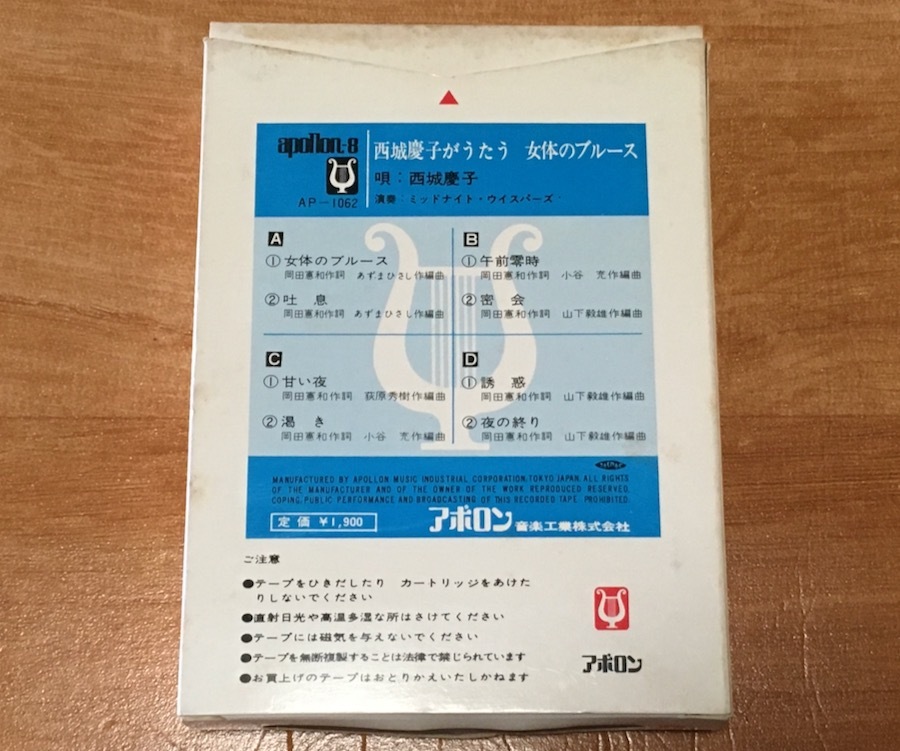 apollon-8
AP-1062
西城慶子がうたう 女体のブルース
唄:西城慶子
演奏:ミッドナイト・ウイスパーズ
A
① 女体のブルース
岡田憲和作詞 あずまひさし作編曲
② 吐息
岡田憲和作詞 あずまひさし作編曲
B
① 午前零時
岡田憲和作詞 小谷 充作編曲
② 密会
岡田憲和作詞 山下毅雄作編曲
C
① 甘い夜
岡田憲和作詞 萩原秀樹作編曲
② 渇き
岡田憲和作詞 小谷 充作編曲
D
① 誘惑
岡田憲和作詞 山下毅雄作編曲
② 夜の終り
岡田憲和作詞 山下毅雄作編曲
MANUFACTURED BY APOLLON MUSIC INDUSTRIAL CORPORATION, TOKYO JAPAN. ALL RIGHTS
OF THE MANUFACTURER AND OF THE OWNER OF THE WORK REPRODUCED RESERVED,
COPING, PUBLIC PERFORMANCE AND BROADCASTING OF THIS RECORDED TAPE PROHIBITED.
定価 ¥1,900
アポロン音楽工業株式会社
ご注意
●テープをひきだしたり カートリッジをあけた
りしないでください
●直射日光や高温多湿な所はさけてください
●テープには磁気を与えないでください
●テープを無断複製することは法律で禁じられています
●お買上げのテープはおとりかえいたしかねます
アポロン